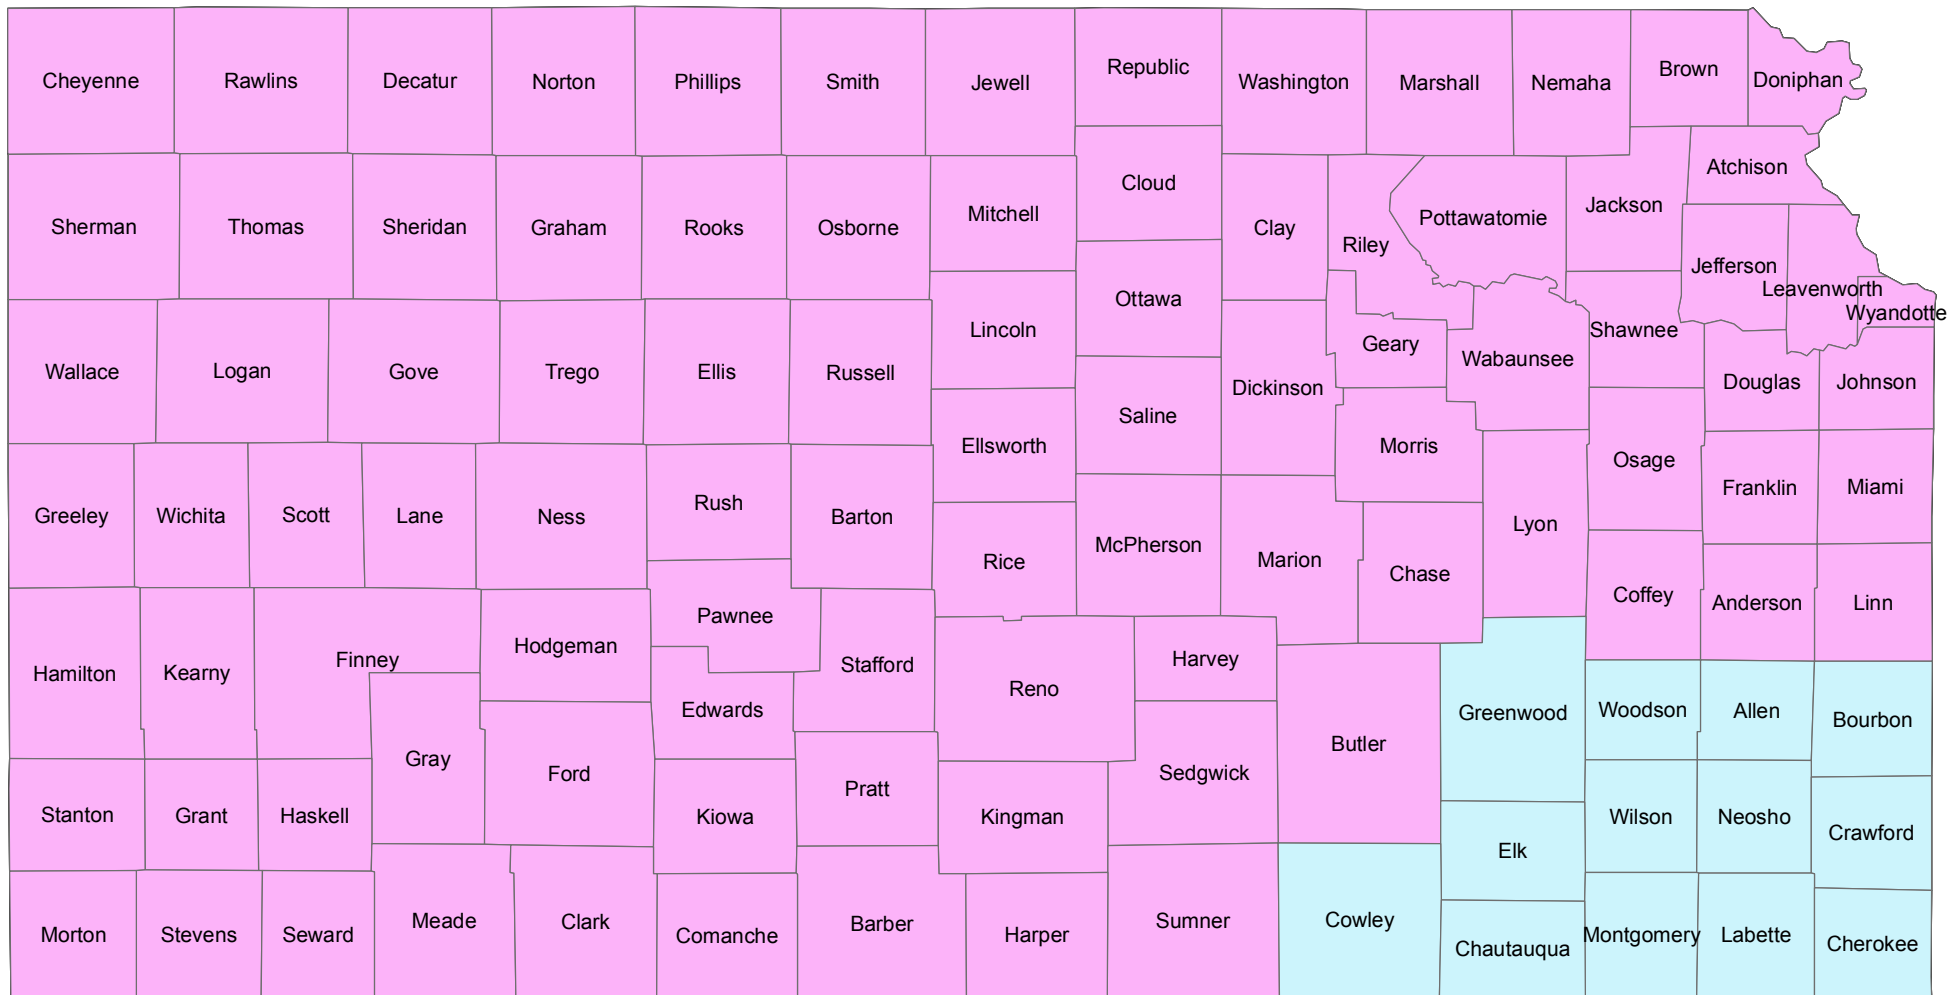 Cheyenne
Rawlins
Decatur
Norton
Phillips
Smith
Jewell
Republic
Washington
Marshall
Nemaha
Brown
Doniphan
Sherman
Thomas
Sheridan
Graham
Rooks
Osborne
Mitchell
Cloud
Clay
Riley
Pottawatomie
Jackson
Atchison
Jefferson
Leavenworth
Wyandotte
Wallace
Logan
Gove
Trego
Ellis
Russell
Lincoln
Ottawa
Saline
Dickinson
Geary
Wabaunsee
Shawnee
Douglas
Johnson
Greeley
Wichita
Scott
Lane
Ness
Rush
Barton
Ellsworth
Rice
McPherson
Marion
Morris
Chase
Lyon
Osage
Franklin
Miami
Coffey
Anderson
Linn
Hamilton
Kearny
Finney
Hodgeman
Pawnee
Stafford
Edwards
Reno
Harvey
Sedgwick
Butler
Greenwood
Woodson
Allen
Bourbon
Gray
Ford
Stanton
Grant
Haskell
Kiowa
Pratt
Kingman
Elk
Wilson
Neosho
Crawford
Morton
Stevens
Seward
Meade
Clark
Comanche
Barber
Harper
Sumner
Cowley
Chautauqua
Montgomery
Labette
Cherokee